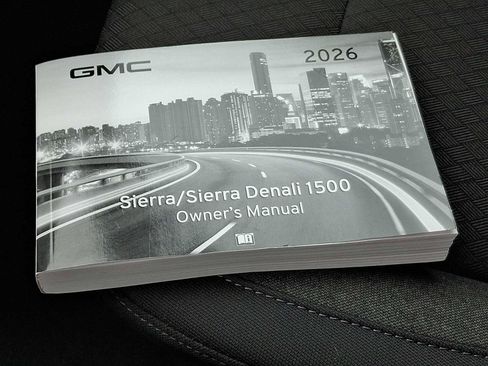 GMC 2026
Sierra/Sierra Denali 1500
Owner's Manual